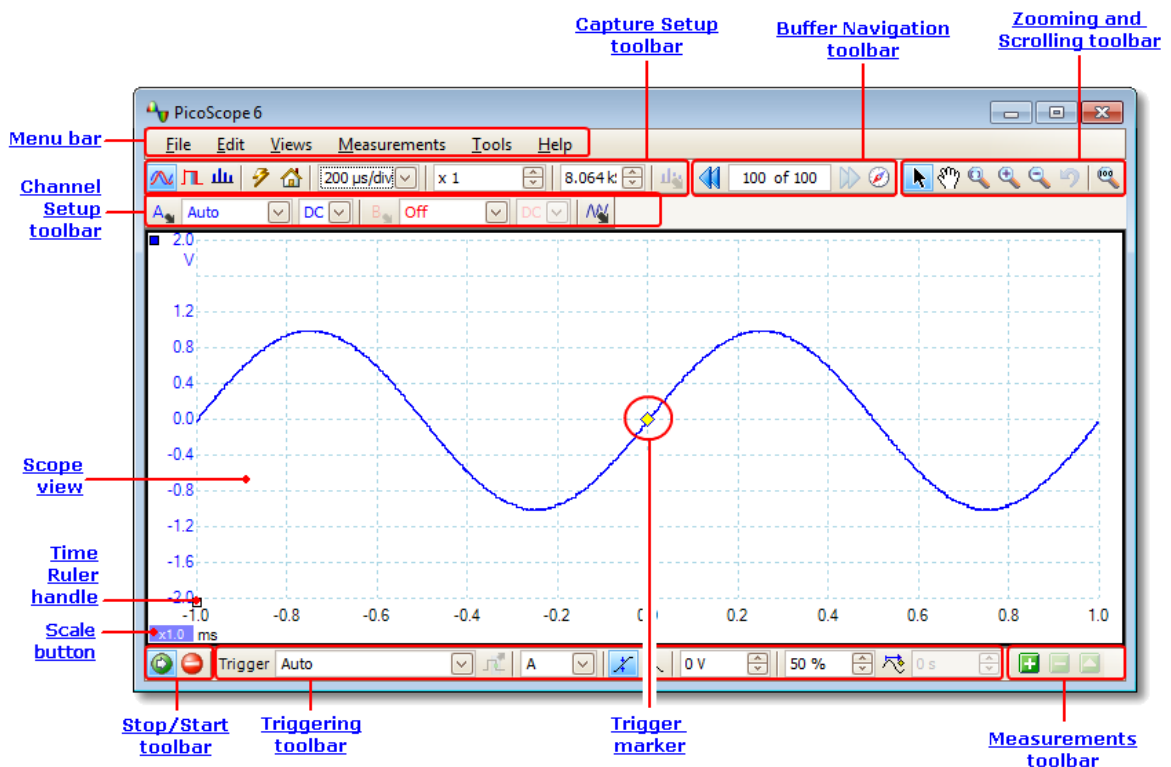 Capture Setup
toolbar
Buffer Navigation
toolbar
Zooming and
Scrolling toolbar
PicoScope 6
Menu bar
File Edit Views Measurements Tools Help
200 µs/div x 1 8.064 k: 100 of 100
Channel
Setup
toolbar
A Auto DC B Off DC
2.0
V
1.2
0.8
0.4
0.0
-0.4
-0.8
-1.2
-1.6
-2.0
Scope
view
Time
Ruler
handle
-1.0 -0.8 -0.6 -0.4 -0.2 0.2 0.4 0.6 0.8 1.0
x1.0 ms
Scale
button
Trigger Auto A 0 V 50 % 0 s
Stop/Start
toolbar
Triggering
toolbar
Trigger
marker
Measurements
toolbar